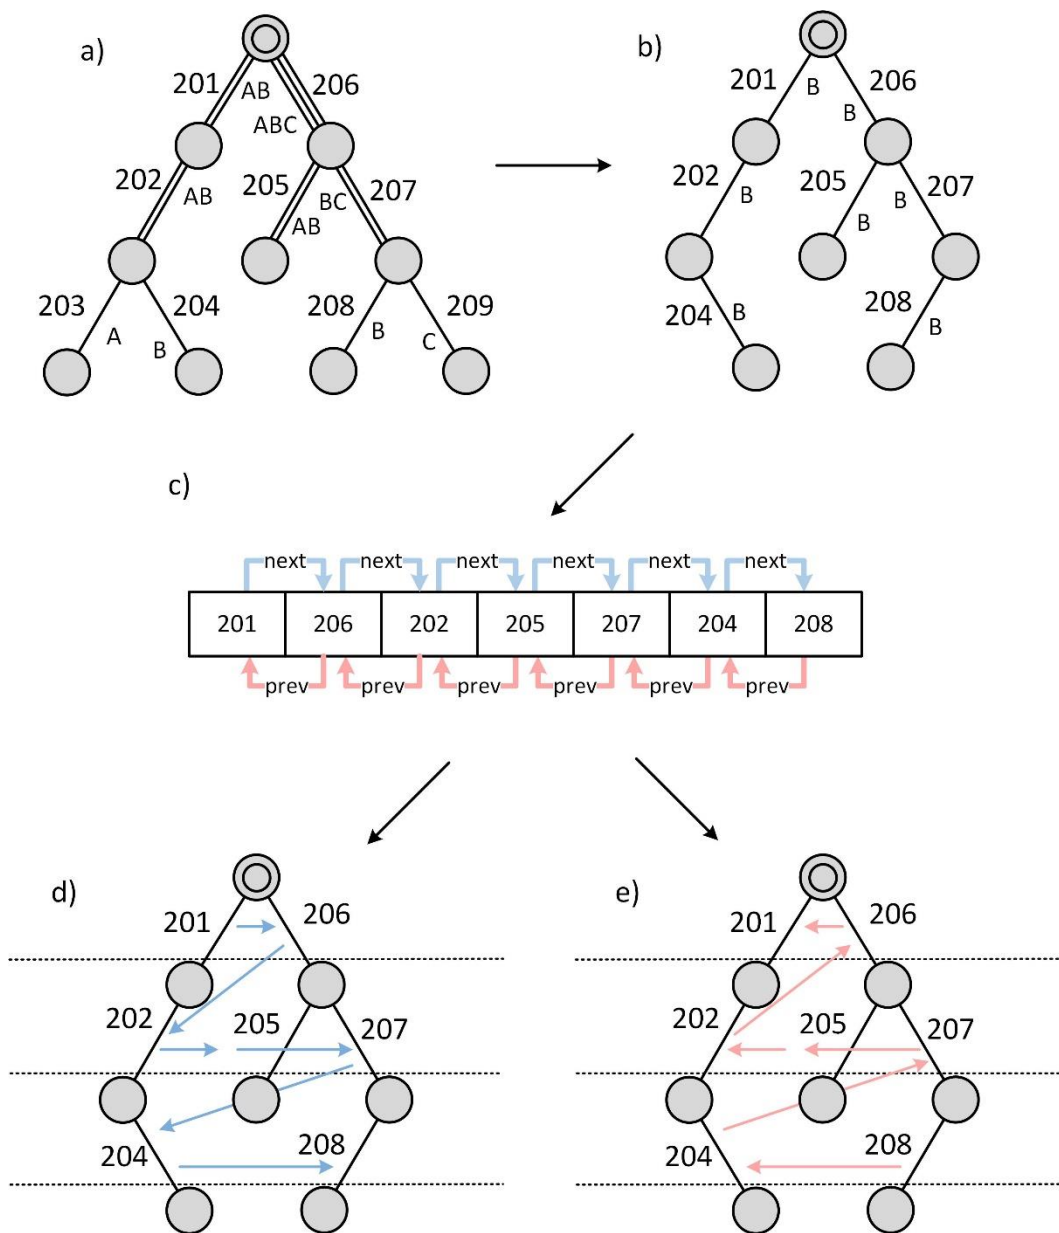 a)
201
AB
206
ABC
202
AB
205
AB
BC
207
203
A
204
B
208
B
209
C
b)
201
B
206
B
202
B
205
B
B
207
204
B
208
B
c)
next next next next next next
201 206 202 205 207 204 208
prev prev prev prev prev prev
d)
201 206
202 205 207
204 208
e)
201 206
202 205 207
204 208